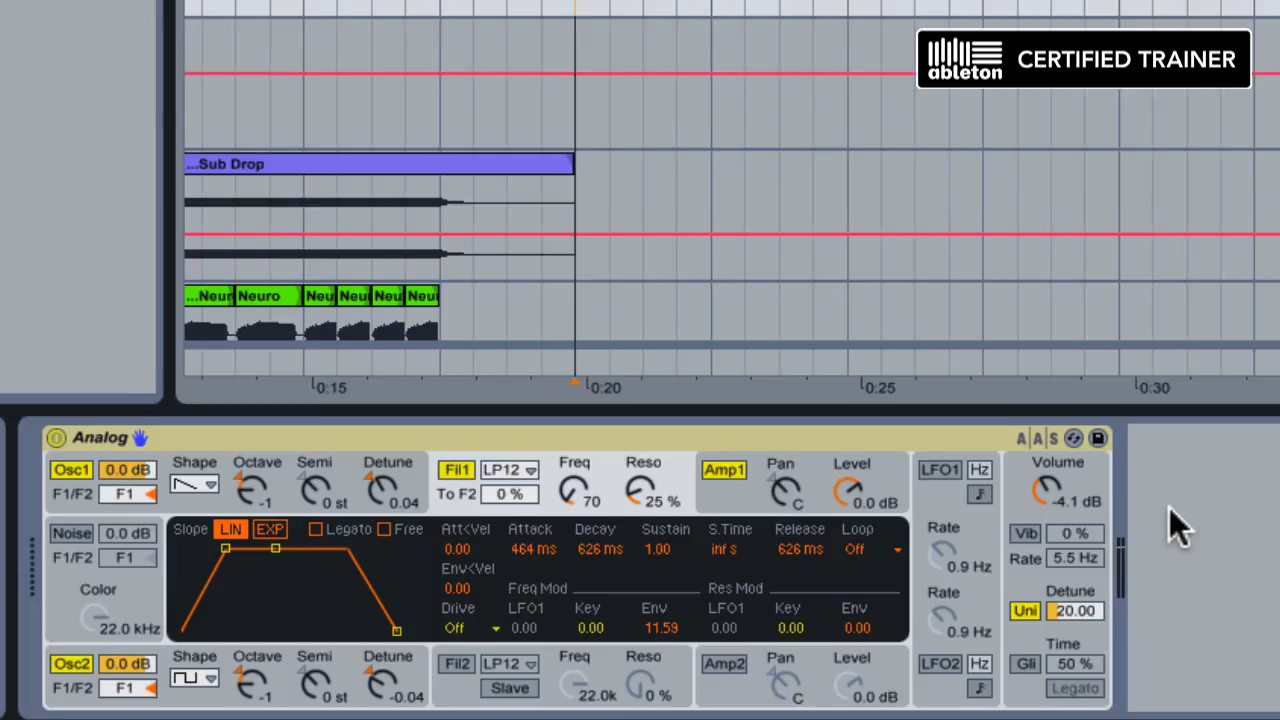 ableton CERTIFIED TRAINER
...Sub Drop
...Neur Neuro Neu Neu Neu Neu
0:15 0:20 0:25 0:30
Analog AAS
Osc1 0.0 dB Shape Octave Semi Detune Fil1 LP12 Freq Reso Amp1 Pan Level LFO1 Hz Volume
F1/F2 F1 -1 0 st 0.04 To F2 0 % 70 25 % C 0.0 dB -4.1 dB
Noise 0.0 dB Slope LIN EXP Legato Free Att<Vel Attack Decay Sustain S.Time Release Loop Rate Vib 0 %
F1/F2 F1 0.00 464 ms 626 ms 1.00 inf s 626 ms Off 0.9 Hz Rate 5.5 Hz
Env<Vel
Color 0.00 Freq Mod Res Mod Rate Detune
Drive LFO1 Key Env LFO1 Key Env Uni 20.00
22.0 kHz Off 0.00 0.00 11.59 0.00 0.00 0.00 0.9 Hz
Osc2 0.0 dB Shape Octave Semi Detune Fil2 LP12 Freq Reso Amp2 Pan Level LFO2 Hz Time
Gli 50 %
F1/F2 F1 -1 0 st -0.04 Slave 22.0k 0 % C 0.0 dB Legato